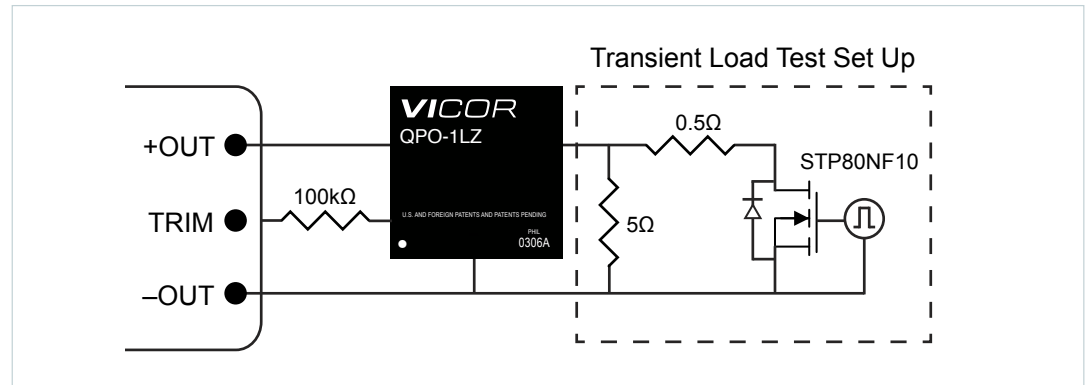 Transient Load Test Set Up
VICOR
QPO-1LZ
+OUT
0.5Ω
STP80NF10
100kΩ
TRIM
U.S. AND FOREIGN PATENTS AND PATENTS PENDING
5Ω
PHIL
0306A
–OUT